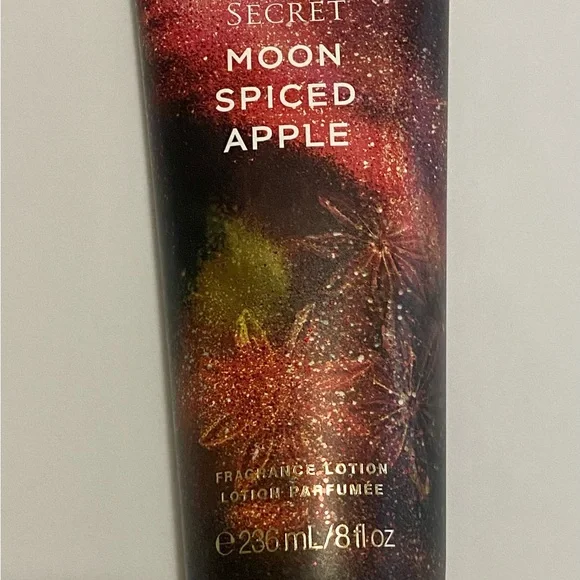 SECRET
MOON
SPICED
APPLE
FRAGRANCE LOTION
LOTION PARFUMÉE
℮ 236 mL/8 fl oz